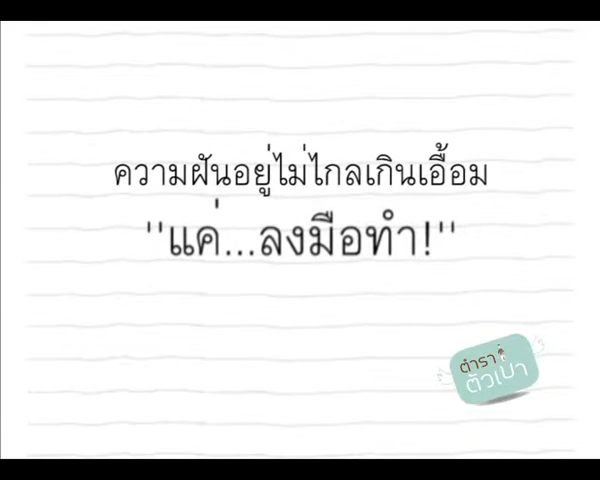 ความฝันอยู่ไม่ไกลเกินเอื้อม
"แค่...ลงมือทำ!"
ตำรา
ตัวเบา